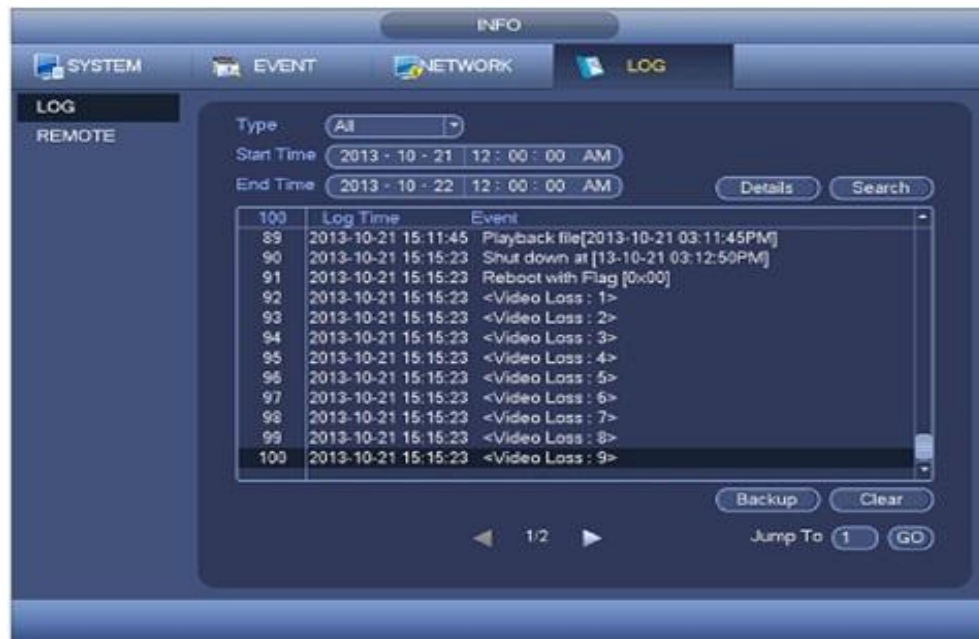 INFO
SYSTEM EVENT NETWORK LOG
LOG
REMOTE
Type All
Start Time 2013 - 10 - 21 12 : 00 : 00 AM
End Time 2013 - 10 - 22 12 : 00 : 00 AM Details Search
100 Log Time Event
89 2013-10-21 15:11:45 Playback file[2013-10-21 03:11:45PM]
90 2013-10-21 15:15:23 Shut down at [13-10-21 03:12:50PM]
91 2013-10-21 15:15:23 Reboot with Flag [0x00]
92 2013-10-21 15:15:23 <Video Loss : 1>
93 2013-10-21 15:15:23 <Video Loss : 2>
94 2013-10-21 15:15:23 <Video Loss : 3>
95 2013-10-21 15:15:23 <Video Loss : 4>
96 2013-10-21 15:15:23 <Video Loss : 5>
97 2013-10-21 15:15:23 <Video Loss : 6>
98 2013-10-21 15:15:23 <Video Loss : 7>
99 2013-10-21 15:15:23 <Video Loss : 8>
100 2013-10-21 15:15:23 <Video Loss : 9>
Backup Clear
1/2 Jump To 1 GO